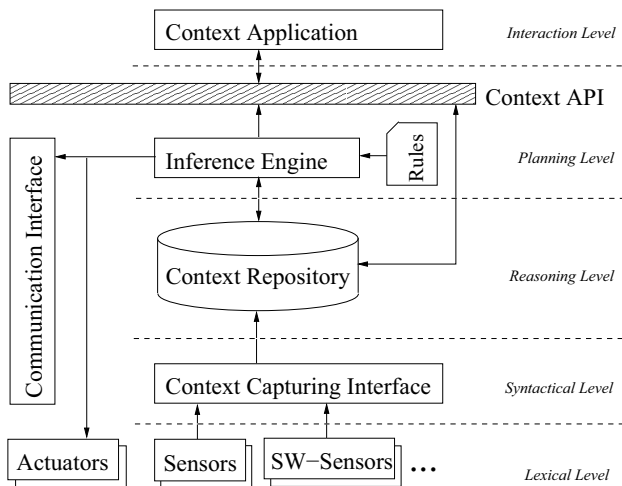 Context Application
Interaction Level
Context API
Communication Interface
Inference Engine
Rules
Planning Level
Context Repository
Reasoning Level
Context Capturing Interface
Syntactical Level
Actuators
Sensors
SW−Sensors
...
Lexical Level